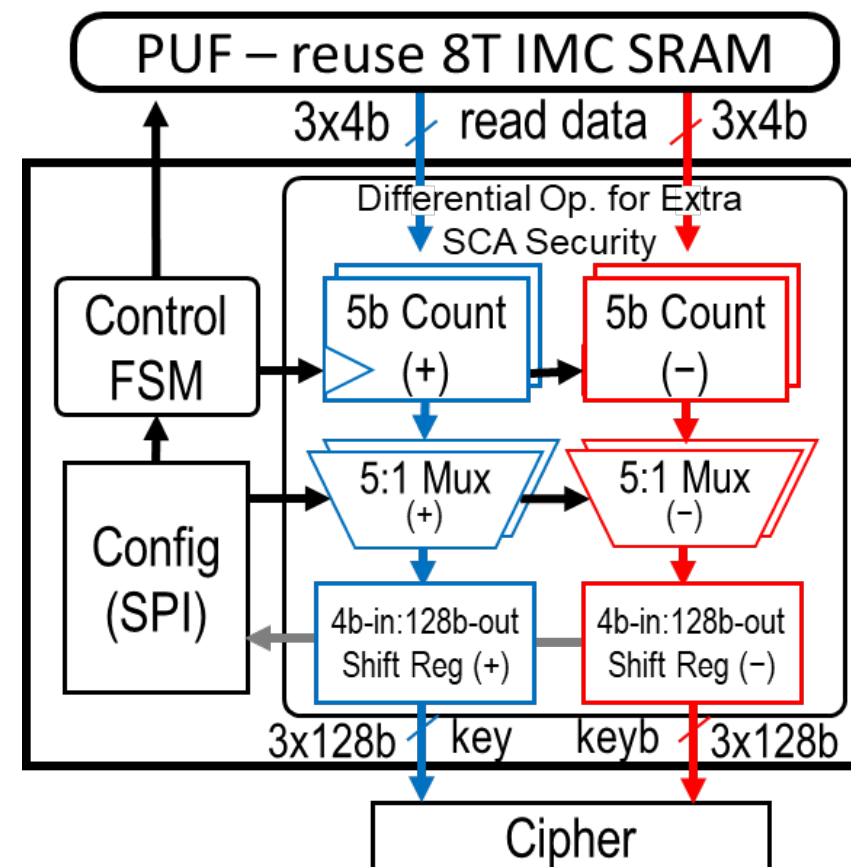 PUF – reuse 8T IMC SRAM
3x4b read data 3x4b
Differential Op. for Extra
SCA Security
Control
FSM
5b Count
(+)
5b Count
(−)
Config
(SPI)
5:1 Mux
(+)
5:1 Mux
(−)
4b-in:128b-out
Shift Reg (+)
4b-in:128b-out
Shift Reg (−)
3x128b key keyb 3x128b
Cipher